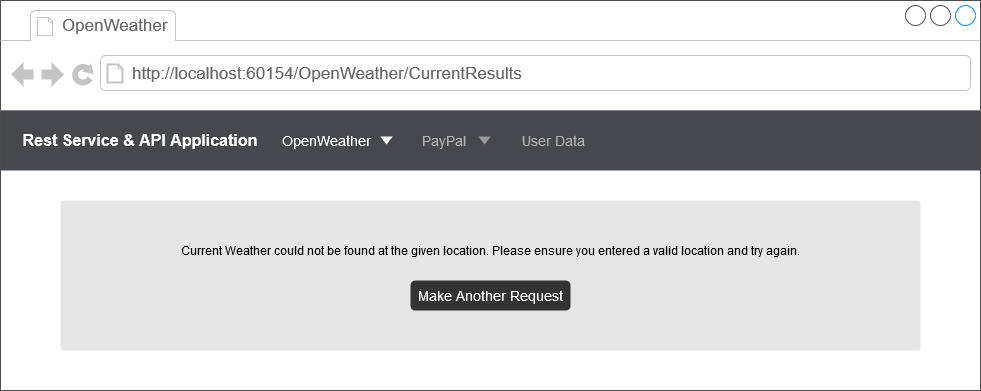 OpenWeather
http://localhost:60154/OpenWeather/CurrentResults
Rest Service & API Application OpenWeather PayPal User Data
Current Weather could not be found at the given location. Please ensure you entered a valid location and try again.
Make Another Request